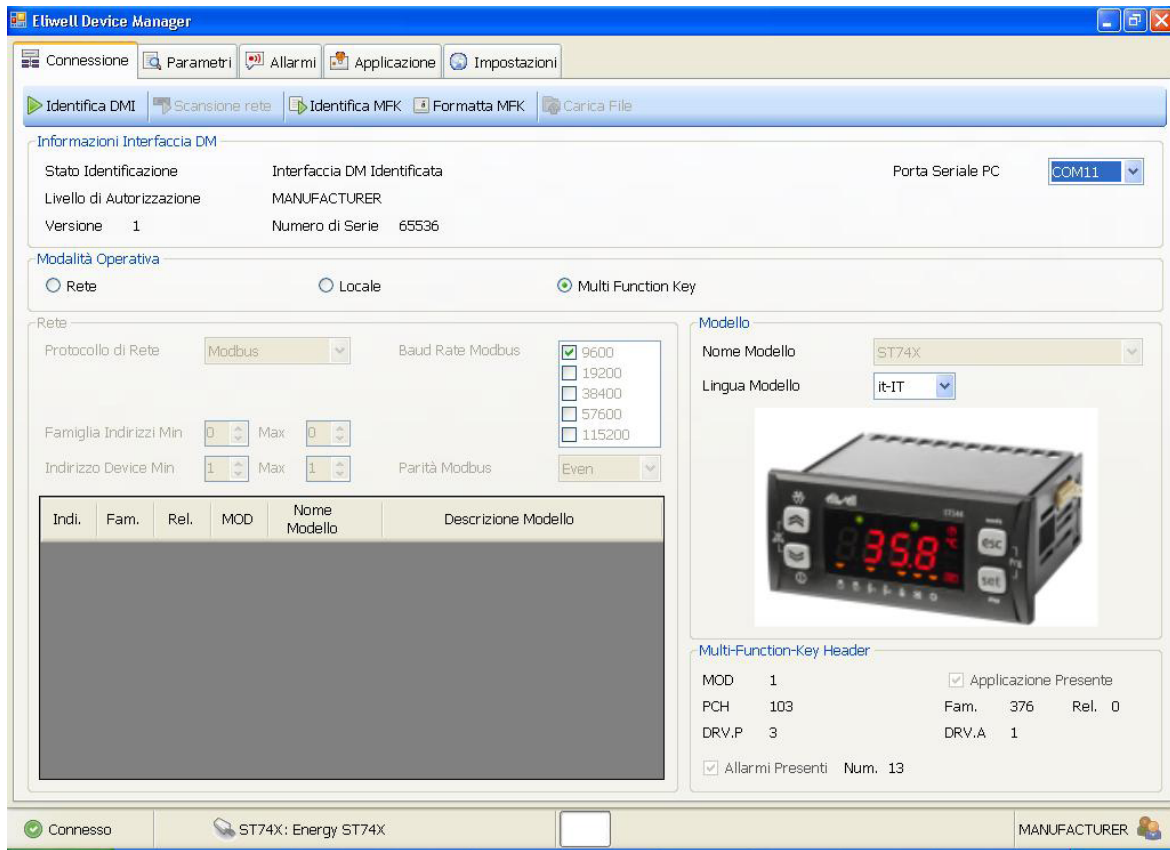 Eliwell Device Manager
Connessione Parametri Allarmi Applicazione Impostazioni
Identifica DMI Scansione rete Identifica MFK Formatta MFK Carica File
Informazioni Interfaccia DM
Stato Identificazione Interfaccia DM Identificata Porta Seriale PC COM11
Livello di Autorizzazione MANUFACTURER
Versione 1 Numero di Serie 65536
Modalità Operativa
Rete Locale Multi Function Key
Rete
Protocollo di Rete Modbus Baud Rate Modbus 9600
19200
38400
57600
115200
Famiglia Indirizzi Min 0 Max 0
Indirizzo Device Min 1 Max 1 Parità Modbus Even
Indi. Fam. Rel. MOD Nome Modello Descrizione Modello
Modello
Nome Modello ST74X
Lingua Modello it-IT
eliwell
esc
35.8
set
Multi-Function-Key Header
MOD 1 Applicazione Presente
PCH 103 Fam. 376 Rel. 0
DRV.P 3 DRV.A 1
Allarmi Presenti Num. 13
Connesso ST74X: Energy ST74X MANUFACTURER